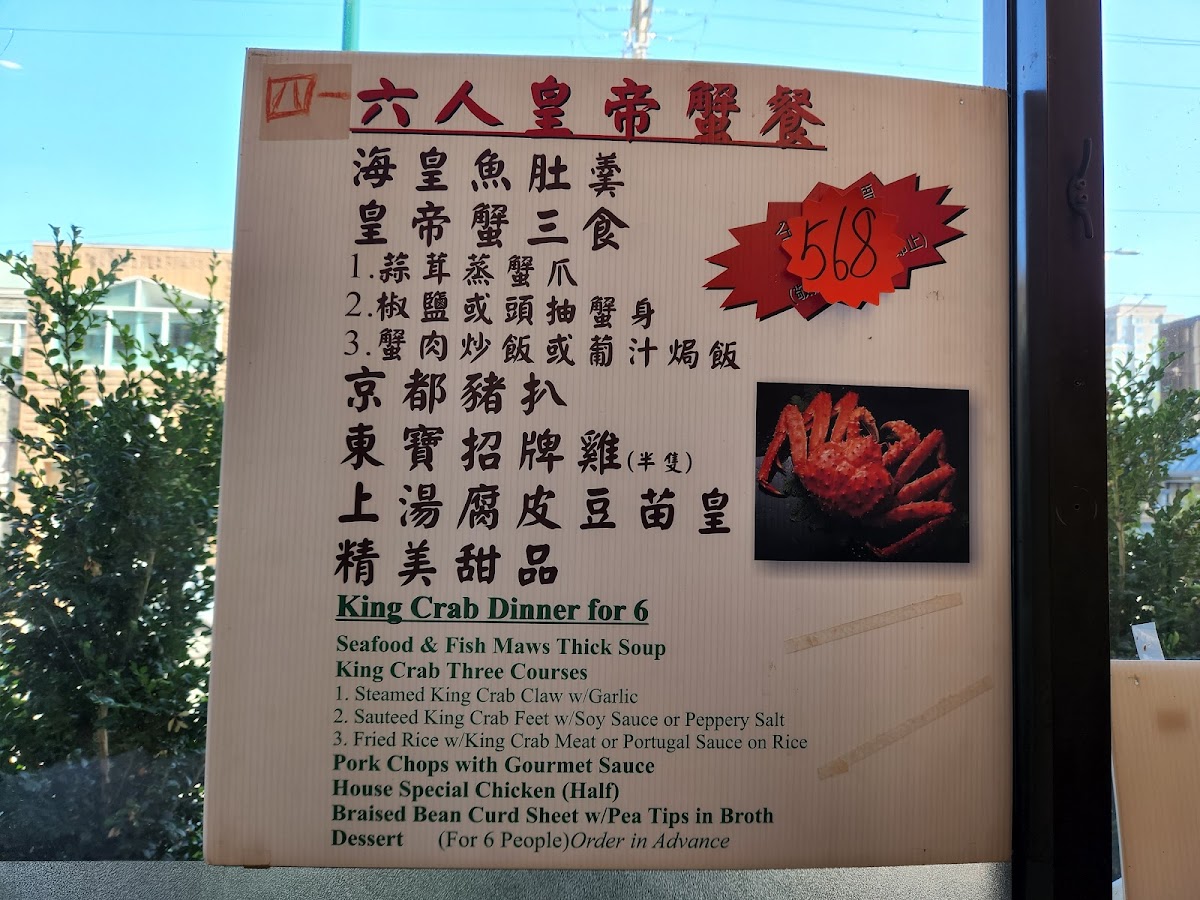 四一六人皇帝蟹餐
海皇魚肚羹
皇帝蟹三食
1.蒜茸蒸蟹爪
2.椒鹽或頭抽蟹身
3.蟹肉炒飯或葡汁焗飯
568
京都豬扒
東寶招牌雞(半隻)
上湯腐皮豆苗皇
精美甜品
King Crab Dinner for 6
Seafood & Fish Maws Thick Soup
King Crab Three Courses
1. Steamed King Crab Claw w/Garlic
2. Sauteed King Crab Feet w/Soy Sauce or Peppery Salt
3. Fried Rice w/King Crab Meat or Portugal Sauce on Rice
Pork Chops with Gourmet Sauce
House Special Chicken (Half)
Braised Bean Curd Sheet w/Pea Tips in Broth
Dessert (For 6 People)Order in Advance